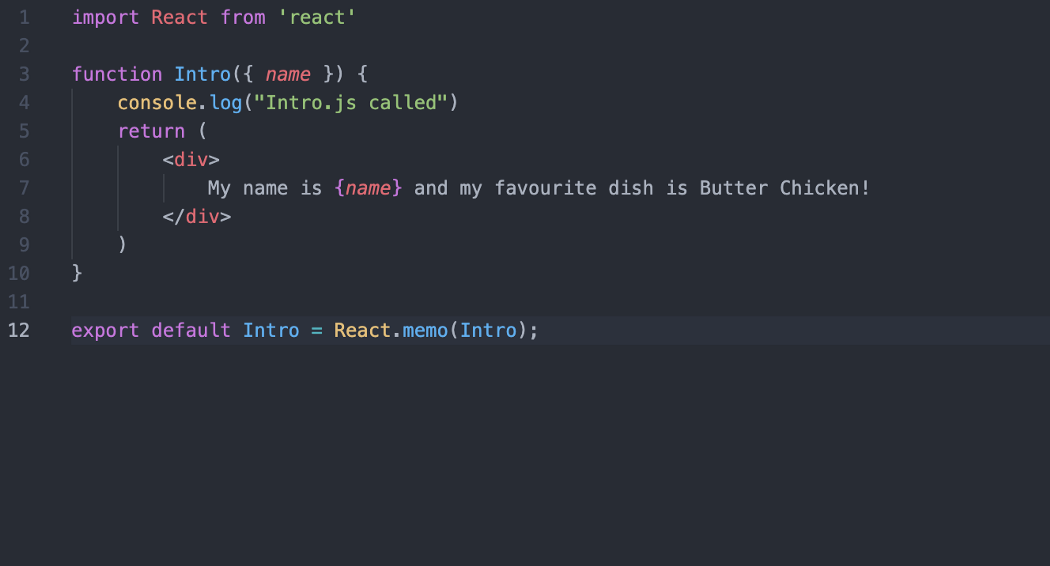 1 import React from 'react'
2
3 function Intro({ name }) {
4 console.log("Intro.js called")
5 return (
6 <div>
7 My name is {name} and my favourite dish is Butter Chicken!
8 </div>
9 )
10 }
11
12 export default Intro = React.memo(Intro);